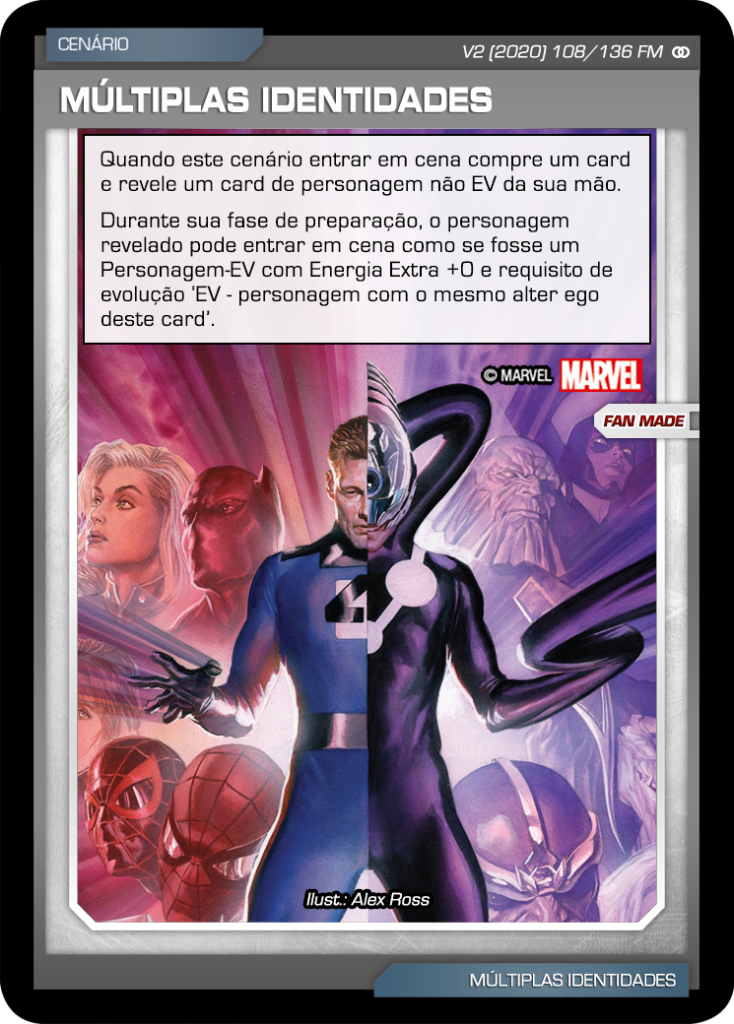 CENÁRIO
V2 (2020) 108/136 FM
MÚLTIPLAS IDENTIDADES
Quando este cenário entrar em cena compre um card
e revele um card de personagem não EV da sua mão.
Durante sua fase de preparação, o personagem
revelado pode entrar em cena como se fosse um
Personagem-EV com Energia Extra +0 e requisito de
evolução ‘EV - personagem com o mesmo alter ego
deste card’.
© MARVEL MARVEL
FAN MADE
4
Ilust.: Alex Ross
MÚLTIPLAS IDENTIDADES